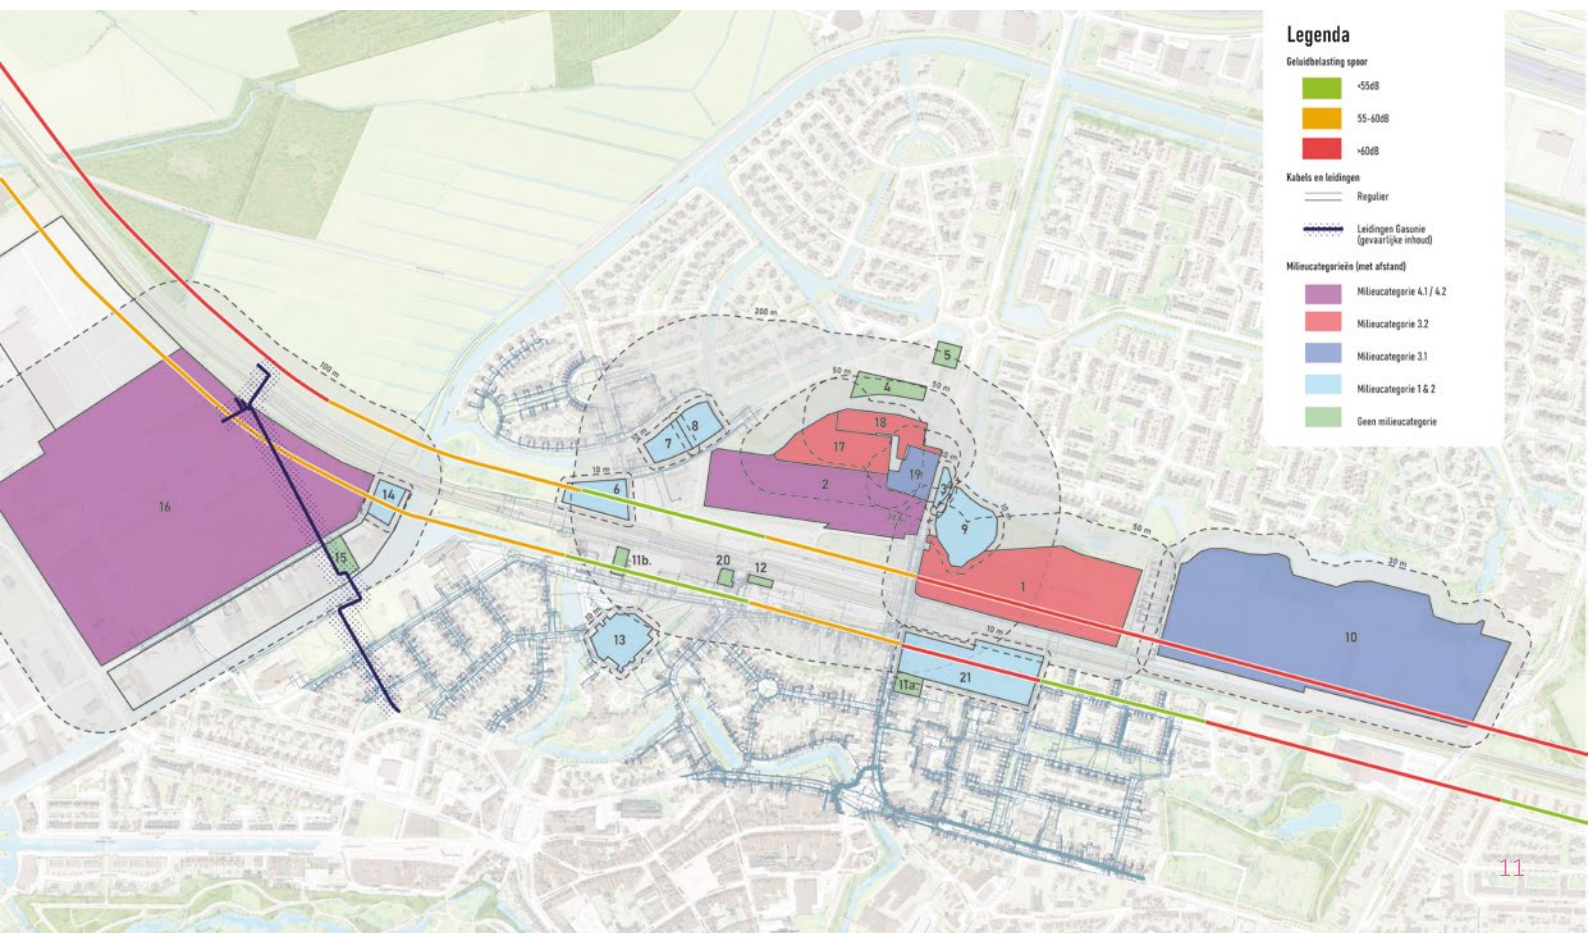 Legenda
Geluidbelasting spoor
<55dB
55-60dB
>60dB
Kabels en leidingen
Regulier
Leidingen Gasunie
(gevaarlijke inhoud)
Milieucategorieën (met afstand)
Milieucategorie 4.1 / 4.2
Milieucategorie 3.2
Milieucategorie 3.1
Milieucategorie 1 & 2
Geen milieucategorie
200 m
100 m
5
50 m
4
50 m
18
8
10 m
7
17
10 m
19
2
3
6
14
16
10 m
9
50 m
15
11b.
20
12
30 m
1
10 m
13
10 m
10
21
11a.
11